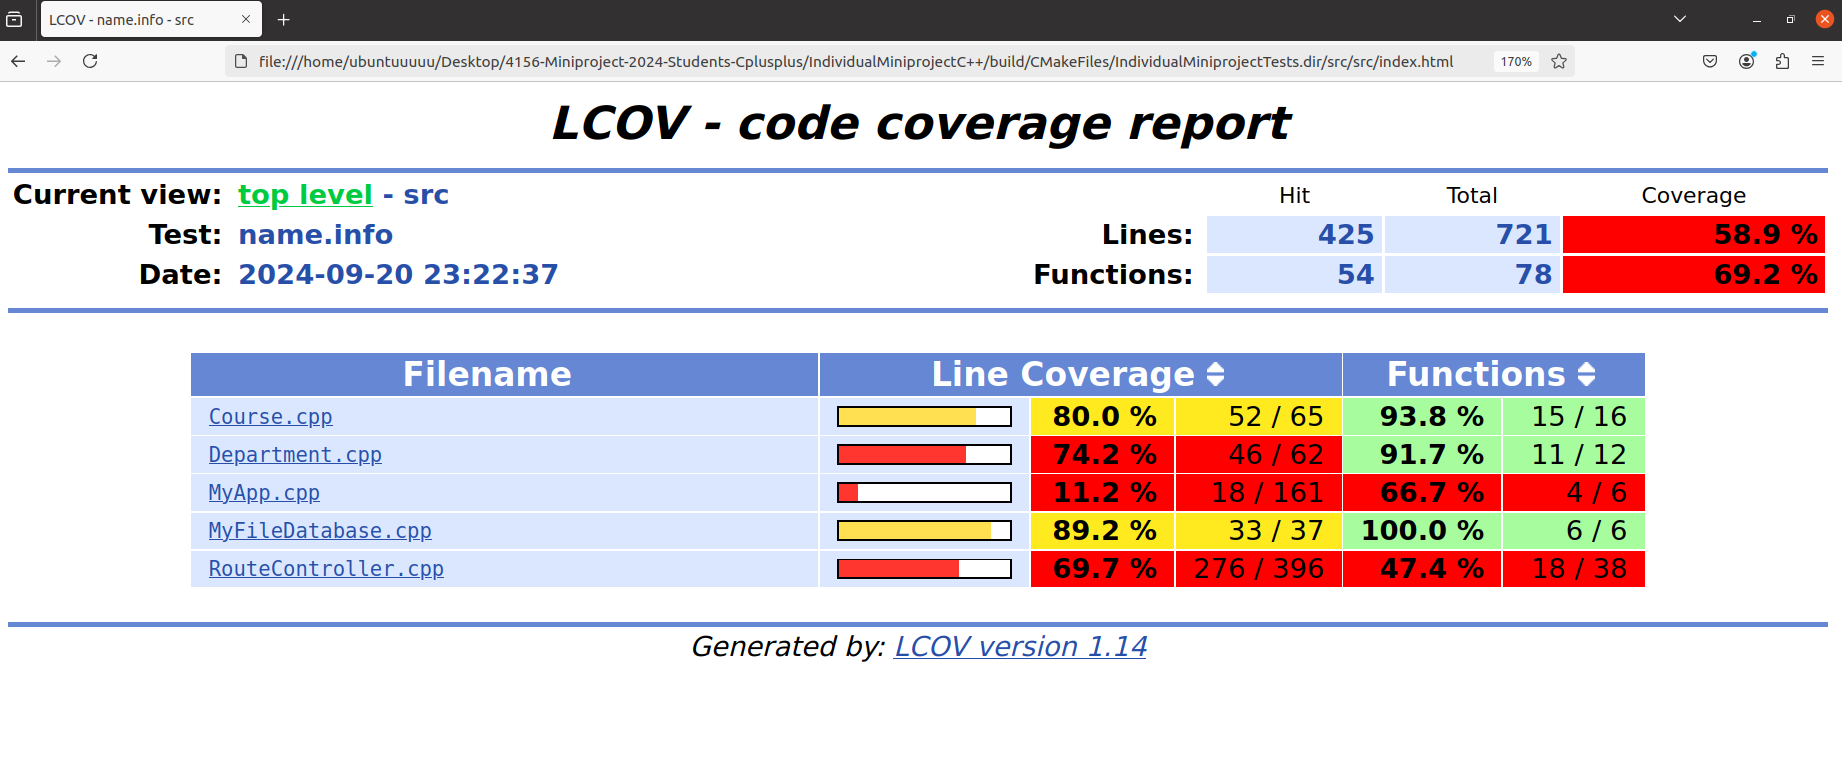 LCOV - name.info - src
file:///home/ubuntuuuuu/Desktop/4156-Miniproject-2024-Students-Cplusplus/IndividualMiniprojectC++/build/CMakeFiles/IndividualMiniprojectTests.dir/src/src/index.html 170%
LCOV - code coverage report
Current view: top level - src Hit Total Coverage
Test: name.info Lines: 425 721 58.9 %
Date: 2024-09-20 23:22:37 Functions: 54 78 69.2 %
Filename Line Coverage Functions
Course.cpp 80.0 % 52 / 65 93.8 % 15 / 16
Department.cpp 74.2 % 46 / 62 91.7 % 11 / 12
MyApp.cpp 11.2 % 18 / 161 66.7 % 4 / 6
MyFileDatabase.cpp 89.2 % 33 / 37 100.0 % 6 / 6
RouteController.cpp 69.7 % 276 / 396 47.4 % 18 / 38
Generated by: LCOV version 1.14